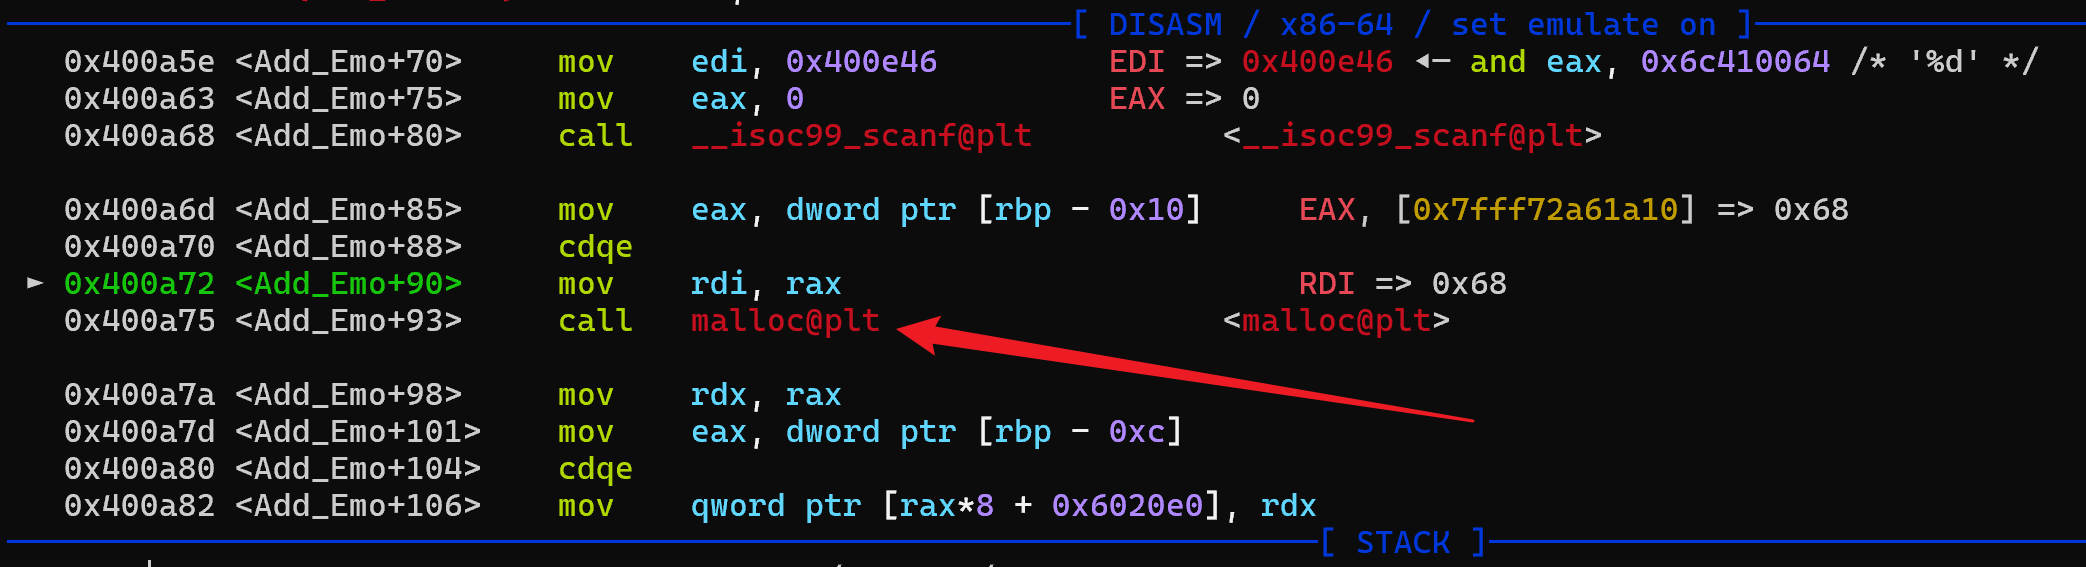 [ DISASM / x86-64 / set emulate on ]
0x400a5e <Add_Emo+70> mov edi, 0x400e46 EDI => 0x400e46 ◂— and eax, 0x6c410064 /* '%d' */
0x400a63 <Add_Emo+75> mov eax, 0 EAX => 0
0x400a68 <Add_Emo+80> call __isoc99_scanf@plt <__isoc99_scanf@plt>
0x400a6d <Add_Emo+85> mov eax, dword ptr [rbp - 0x10] EAX, [0x7fff72a61a10] => 0x68
0x400a70 <Add_Emo+88> cdqe
► 0x400a72 <Add_Emo+90> mov rdi, rax RDI => 0x68
0x400a75 <Add_Emo+93> call malloc@plt <malloc@plt>
0x400a7a <Add_Emo+98> mov rdx, rax
0x400a7d <Add_Emo+101> mov eax, dword ptr [rbp - 0xc]
0x400a80 <Add_Emo+104> cdqe
0x400a82 <Add_Emo+106> mov qword ptr [rax*8 + 0x6020e0], rdx
[ STACK ]